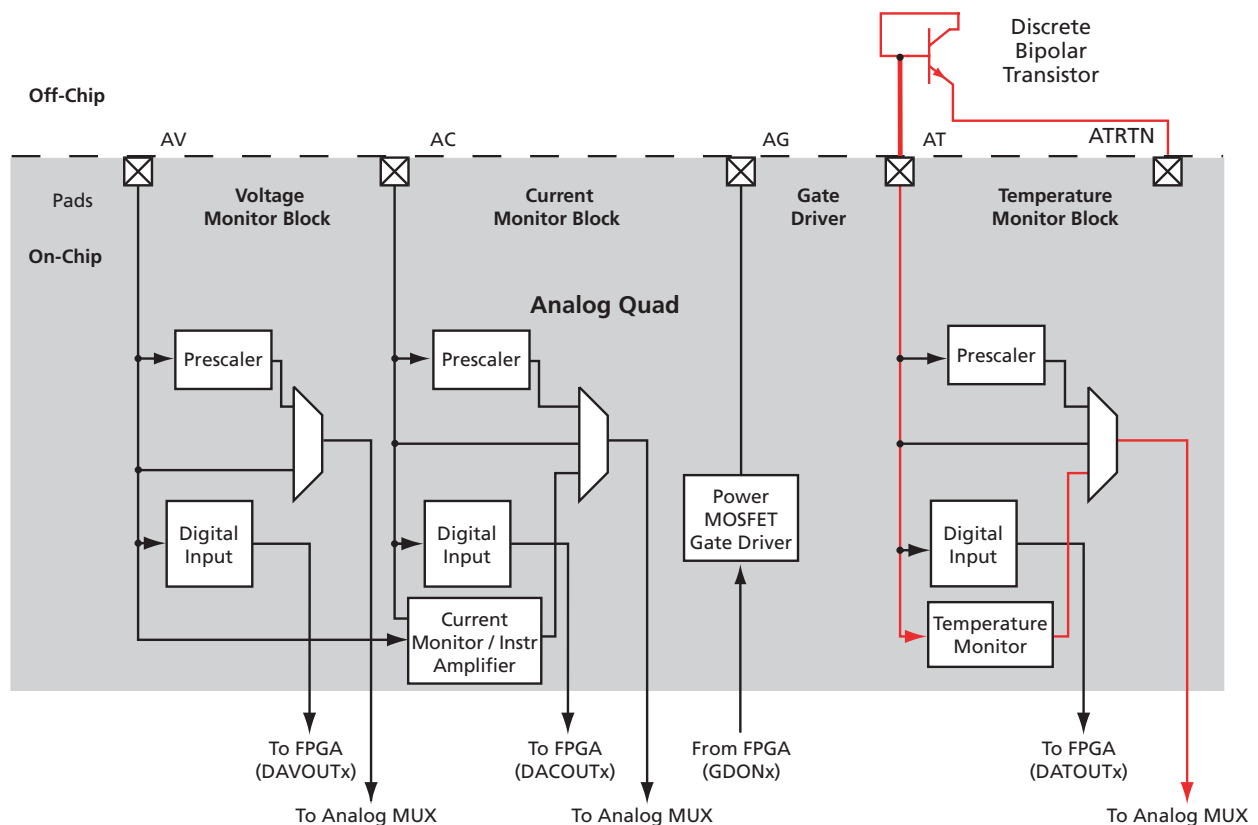 Discrete
Bipolar
Transistor
Off-Chip
AV
AC
AG
AT
ATRTN
Pads
Voltage
Monitor Block
Current
Monitor Block
Gate
Driver
Temperature
Monitor Block
On-Chip
Analog Quad
Prescaler
Prescaler
Prescaler
Digital
Input
Digital
Input
Power
MOSFET
Gate Driver
Digital
Input
Current
Monitor / Instr
Amplifier
Temperature
Monitor
To FPGA
(DAVOUTx)
To FPGA
(DACOUTx)
From FPGA
(GDONx)
To FPGA
(DATOUTx)
To Analog MUX
To Analog MUX
To Analog MUX